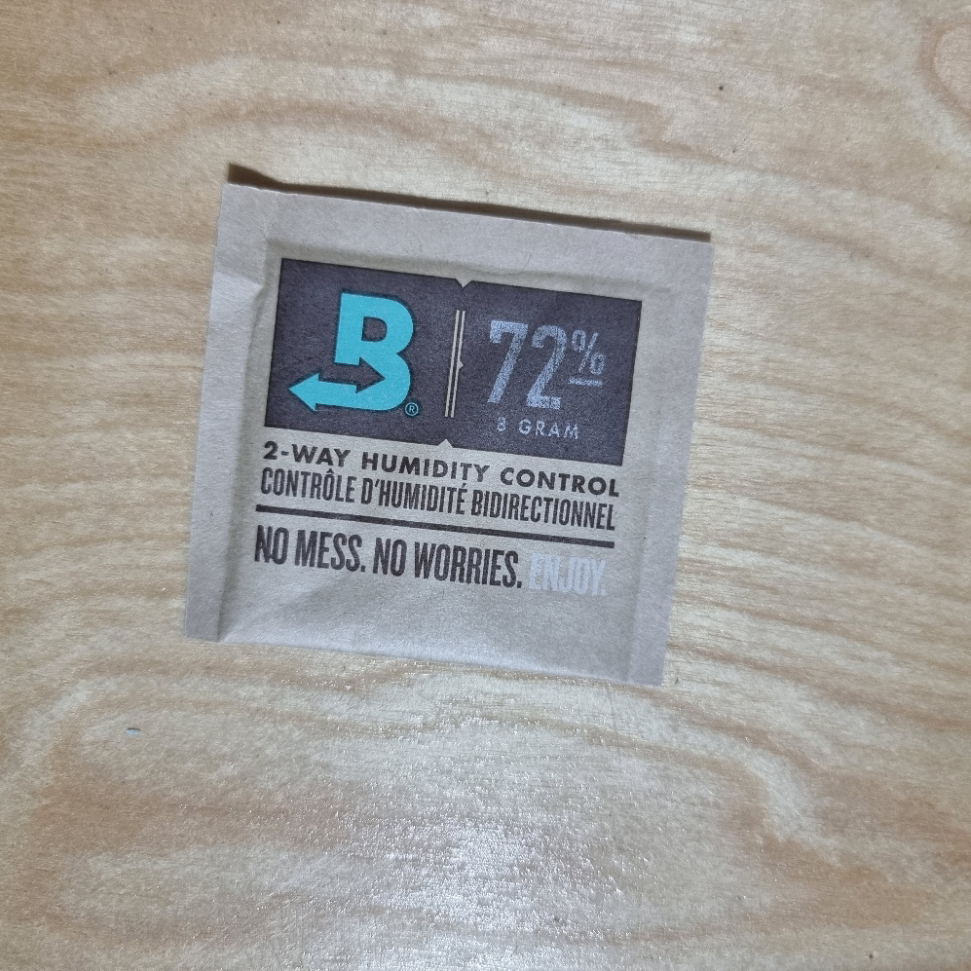 B®
72%
8 GRAM
2-WAY HUMIDITY CONTROL
CONTRÔLE D'HUMIDITÉ BIDIRECTIONNEL
NO MESS. NO WORRIES. ENJOY.